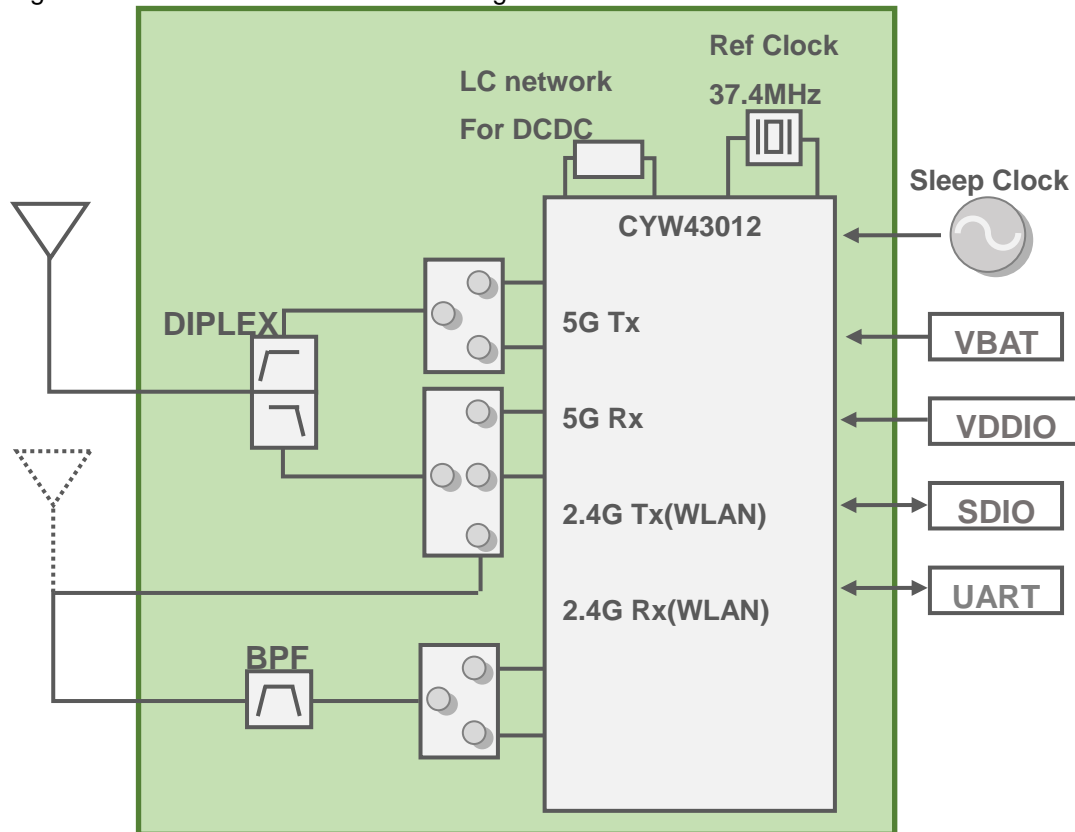 Ref Clock
37.4MHz
LC network
For DCDC
Sleep Clock
CYW43012
5G Tx
DIPLEX
VBAT
5G Rx
VDDIO
2.4G Tx(WLAN)
SDIO
2.4G Rx(WLAN)
UART
BPF